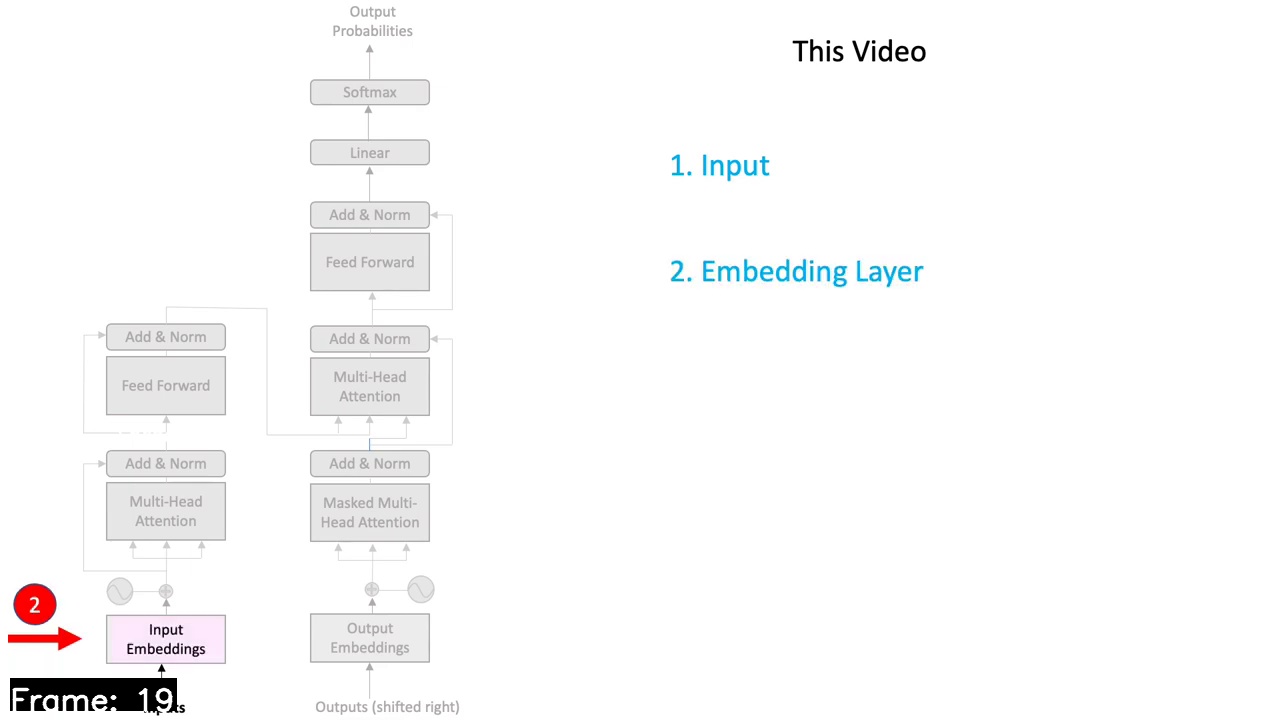 Output
Probabilities
Softmax
Linear
Add & Norm
Feed Forward
Add & Norm
Multi-Head
Attention
Add & Norm
Masked Multi-
Head Attention
Output
Embeddings
Outputs (shifted right)
Add & Norm
Feed Forward
Add & Norm
Multi-Head
Attention
2
Input
Embeddings
Frame: 19
This Video
1. Input
2. Embedding Layer